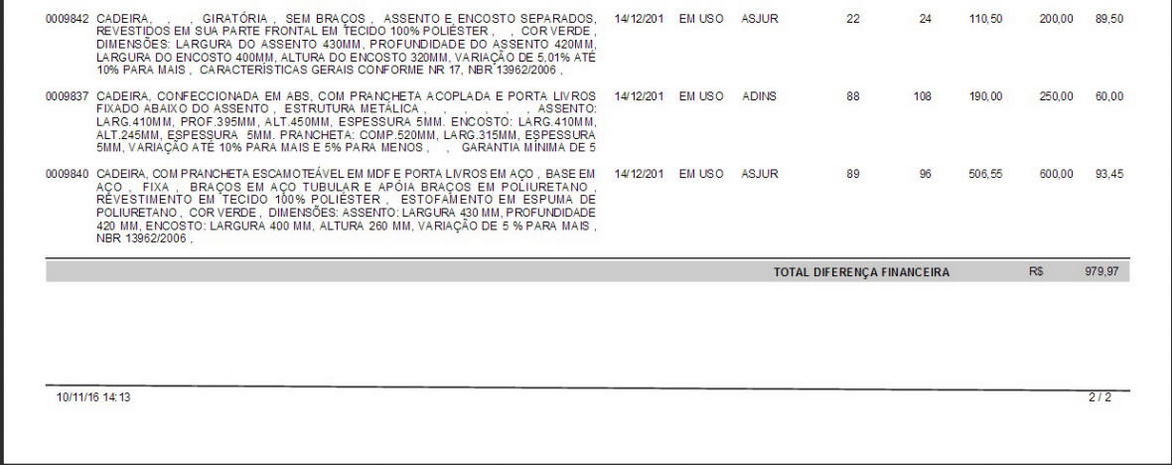 0009842 CADEIRA, , , , GIRATÓRIA , SEM BRAÇOS , ASSENTO E ENCOSTO SEPARADOS, 14/12/201 EM USO ASJUR 22 24 110,50 200,00 89,50
REVESTIDOS EM SUA PARTE FRONTAL EM TECIDO 100% POLIÉSTER , , COR VERDE ,
DIMENSÕES: LARGURA DO ASSENTO 430MM, PROFUNDIDADE DO ASSENTO 420MM,
LARGURA DO ENCOSTO 400MM, ALTURA DO ENCOSTO 320MM, VARIAÇÃO DE 5,01% ATÉ
10% PARA MAIS , CARACTERÍSTICAS GERAIS CONFORME NR 17, NBR 13962/2006 ,
0009837 CADEIRA, CONFECCIONADA EM ABS, COM PRANCHETA ACOPLADA E PORTA LIVROS 14/12/201 EM USO ADINS 88 108 190,00 250,00 60,00
FIXADO ABAIXO DO ASSENTO , ESTRUTURA METÁLICA , , , , , , ASSENTO:
LARG.410MM, PROF.395MM, ALT.450MM, ESPESSURA 5MM. ENCOSTO: LARG.410MM,
ALT.245MM, ESPESSURA 5MM. PRANCHETA: COMP.520MM, LARG.315MM, ESPESSURA
5MM, VARIAÇÃO ATÉ 10% PARA MAIS E 5% PARA MENOS , , GARANTIA MÍNIMA DE 5
0009840 CADEIRA, COM PRANCHETA ESCAMOTEÁVEL EM MDF E PORTA LIVROS EM AÇO , BASE EM 14/12/201 EM USO ASJUR 89 96 506,55 600,00 93,45
AÇO , FIXA , BRAÇOS EM AÇO TUBULAR E APÓIA BRAÇOS EM POLIURETANO ,
REVESTIMENTO EM TECIDO 100% POLIÉSTER , ESTOFAMENTO EM ESPUMA DE
POLIURETANO , COR VERDE , DIMENSÕES: ASSENTO: LARGURA 430 MM, PROFUNDIDADE
420 MM, ENCOSTO: LARGURA 400 MM, ALTURA 260 MM, VARIAÇÃO DE 5 % PARA MAIS ,
NBR 13962/2006 ,
TOTAL DIFERENÇA FINANCEIRA R$ 979,97
10/11/16 14:13 2 / 2